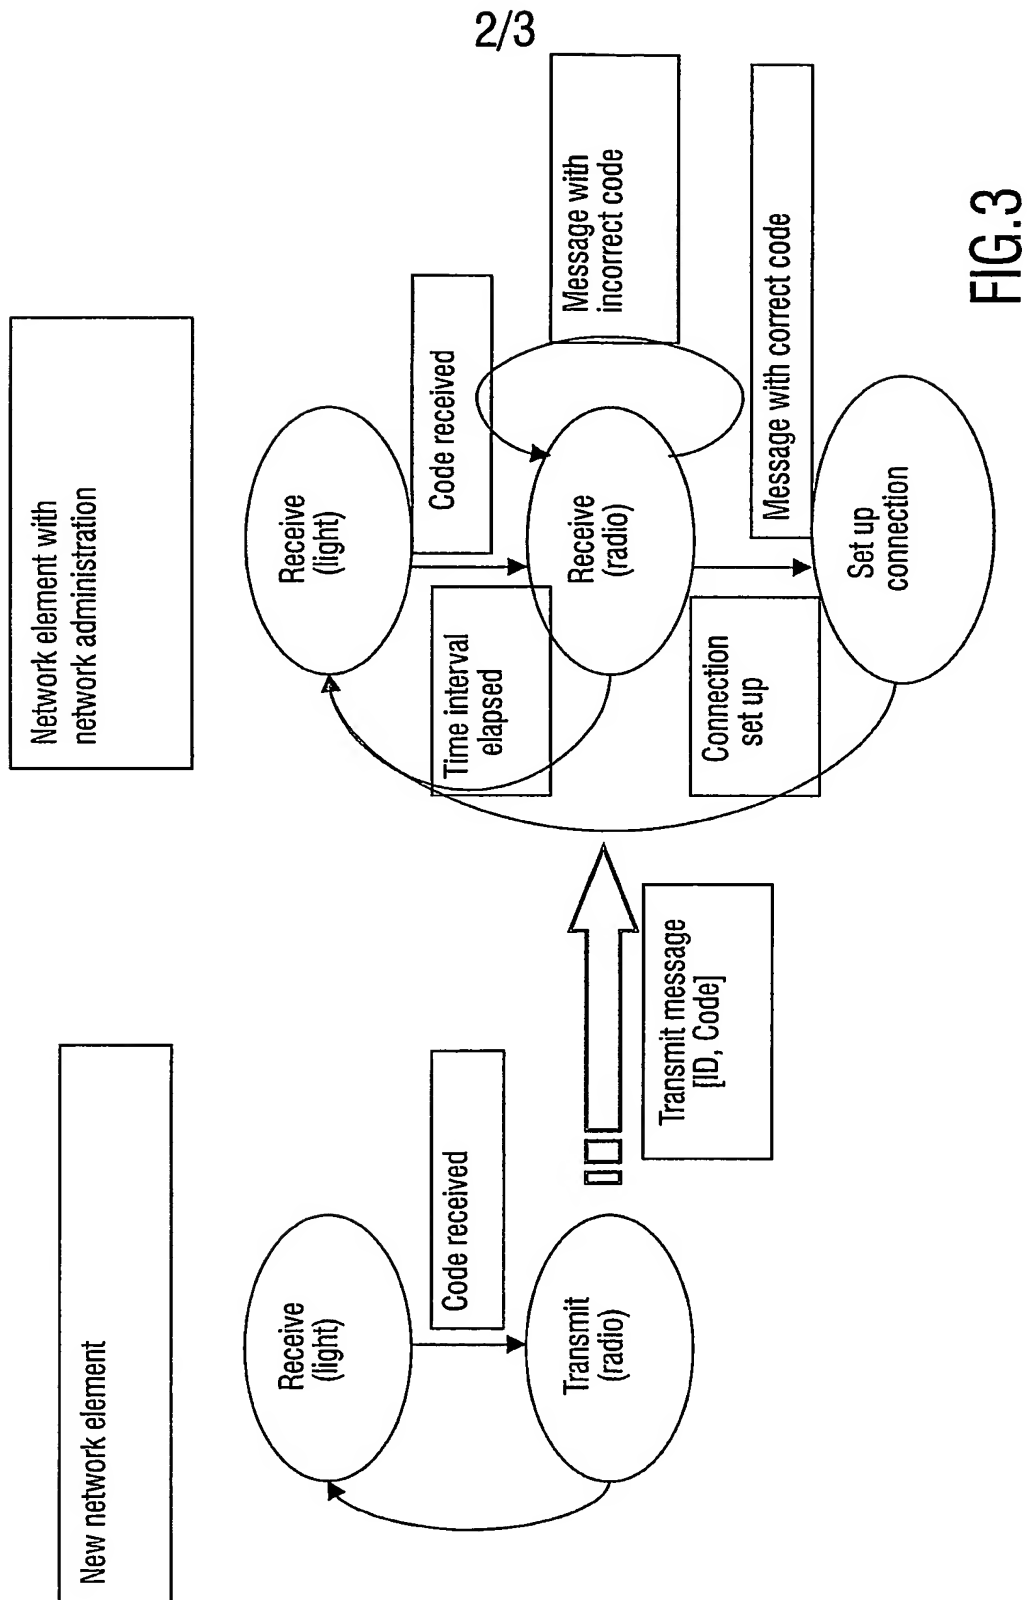 2/3
New network element
Receive
(light)
Code received
Transmit
(radio)
Transmit message
[ID, Code]
Network element with
network administration
Receive
(light)
Code received
Time interval
elapsed
Receive
(radio)
Message with
incorrect code
Connection
set up
Message with correct code
Set up
connection
FIG.3